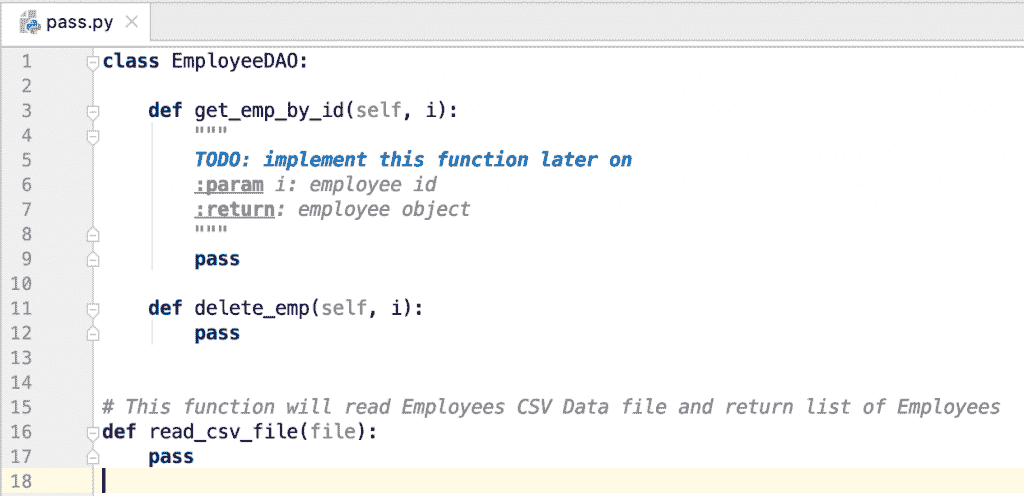 pass.py
1 class EmployeeDAO:
2
3 def get_emp_by_id(self, i):
4 """
5 TODO: implement this function later on
6 :param i: employee id
7 :return: employee object
8 """
9 pass
10
11 def delete_emp(self, i):
12 pass
13
14
15 # This function will read Employees CSV Data file and return list of Employees
16 def read_csv_file(file):
17 pass
18